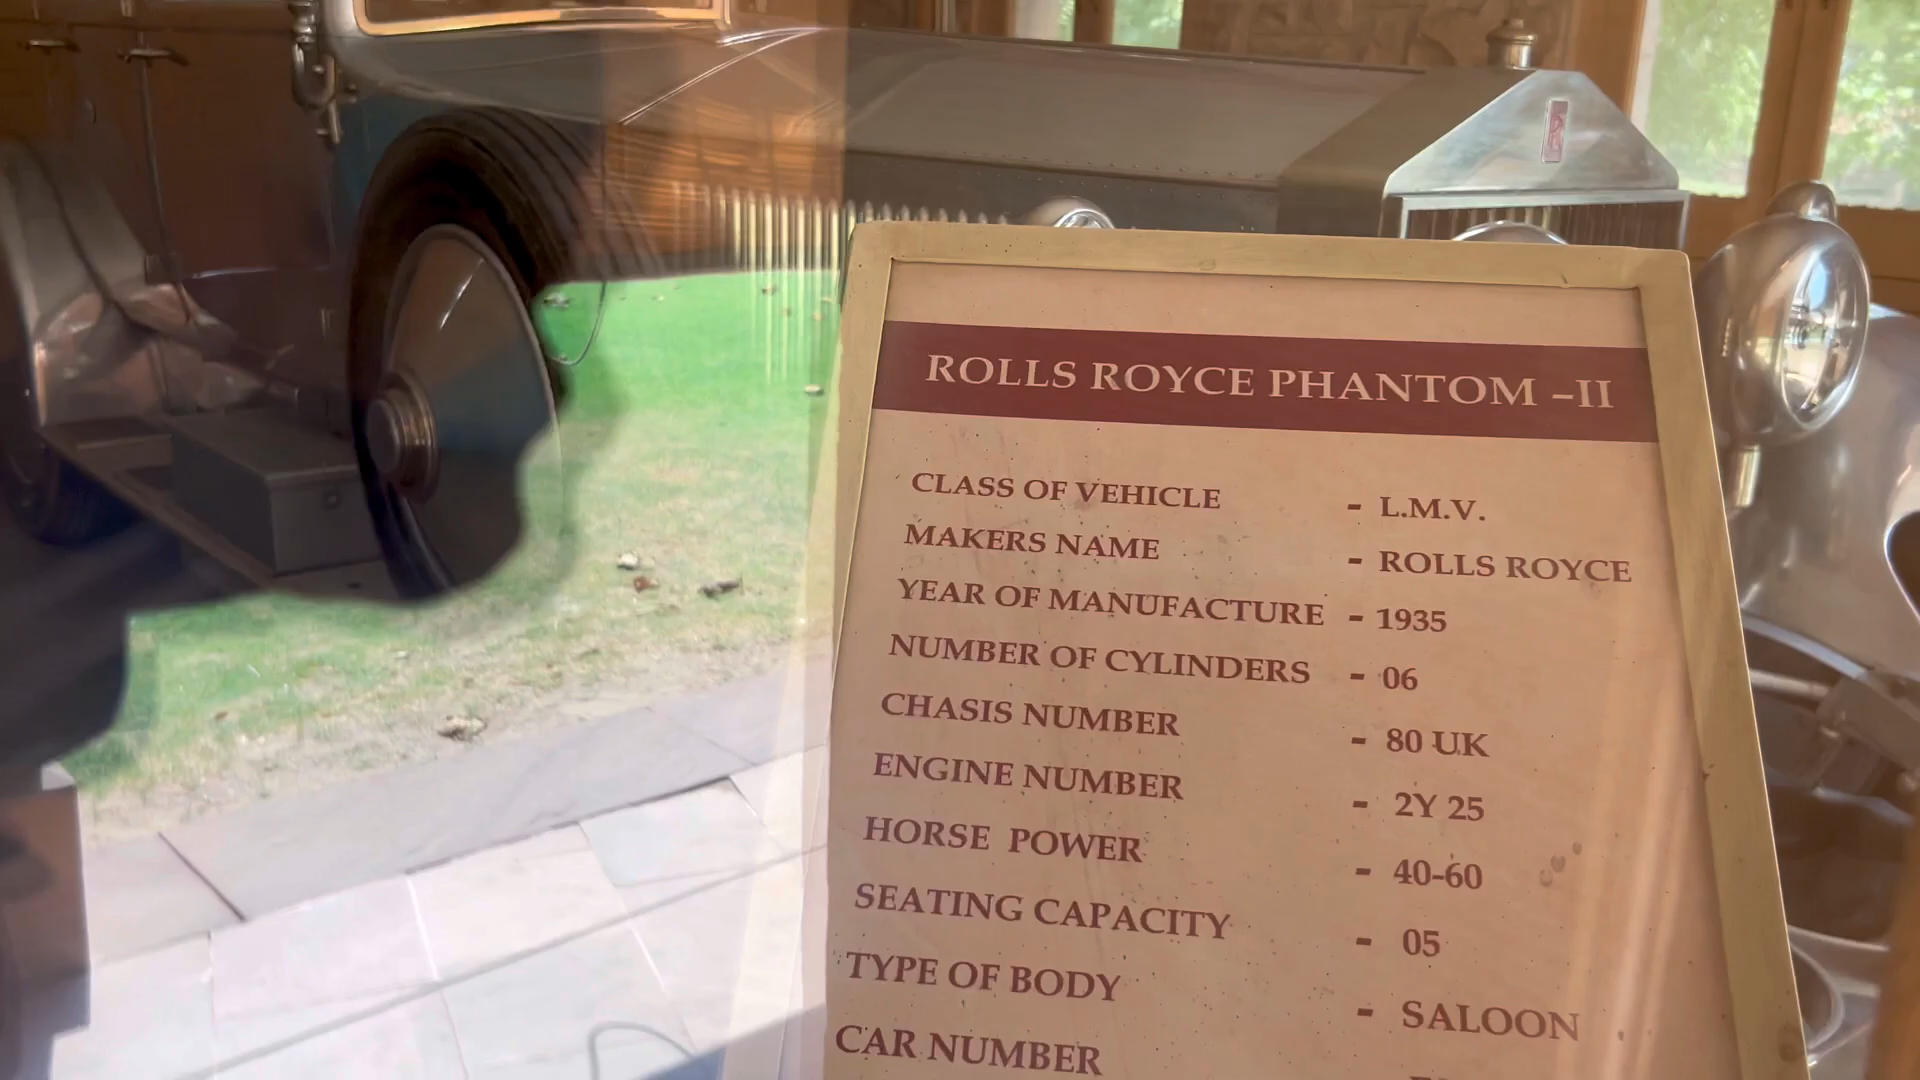 ROLLS ROYCE PHANTOM –II
CLASS OF VEHICLE - L.M.V.
MAKERS NAME - ROLLS ROYCE
YEAR OF MANUFACTURE - 1935
NUMBER OF CYLINDERS - 06
CHASIS NUMBER - 80 UK
ENGINE NUMBER - 2Y 25
HORSE POWER - 40-60
SEATING CAPACITY - 05
TYPE OF BODY - SALOON
CAR NUMBER